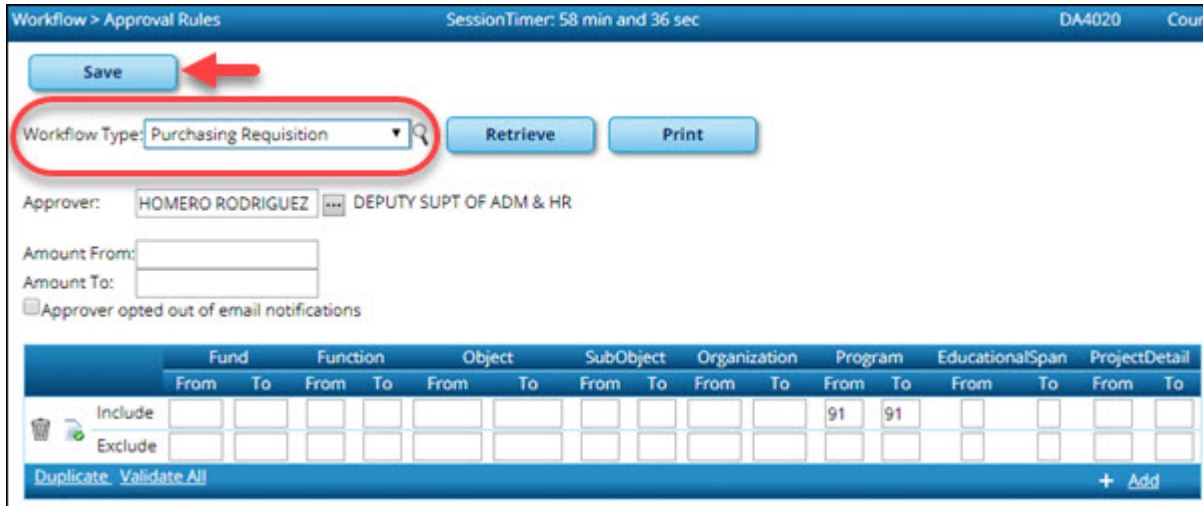 Workflow > Approval Rules SessionTimer: 58 min and 36 sec DA4020 Cour
Save
Workflow Type: Purchasing Requisition Retrieve Print
Approver: HOMERO RODRIGUEZ ... DEPUTY SUPT OF ADM & HR
Amount From:
Amount To:
Approver opted out of email notifications
Fund Function Object SubObject Organization Program EducationalSpan ProjectDetail
From To From To From To From To From To From To From To From To
Include 91 91
Exclude
Duplicate Validate All + Add